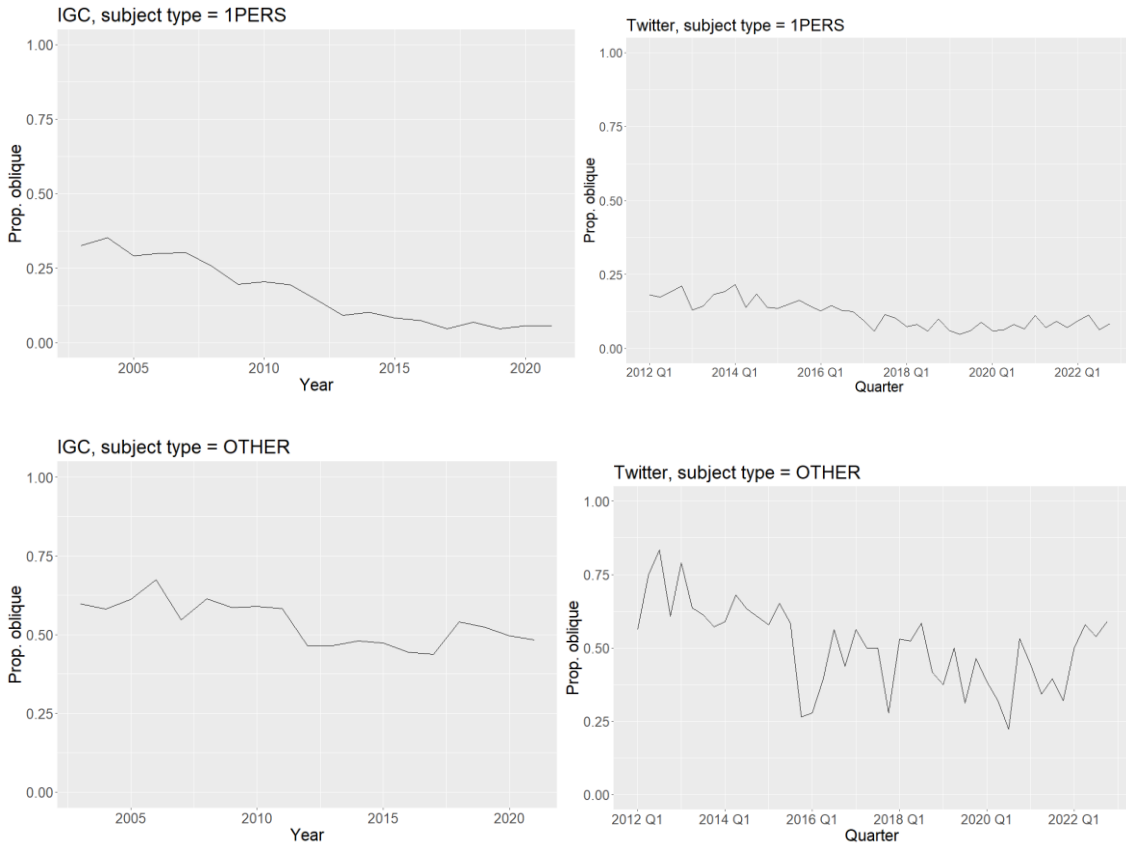 IGC, subject type = 1PERS
Prop. oblique
1.00
0.75
0.50
0.25
0.00
2005 2010 2015 2020
Year
Twitter, subject type = 1PERS
Prop. oblique
1.00
0.75
0.50
0.25
0.00
2012 Q1 2014 Q1 2016 Q1 2018 Q1 2020 Q1 2022 Q1
Quarter
IGC, subject type = OTHER
Prop. oblique
1.00
0.75
0.50
0.25
0.00
2005 2010 2015 2020
Year
Twitter, subject type = OTHER
Prop. oblique
1.00
0.75
0.50
0.25
0.00
2012 Q1 2014 Q1 2016 Q1 2018 Q1 2020 Q1 2022 Q1
Quarter